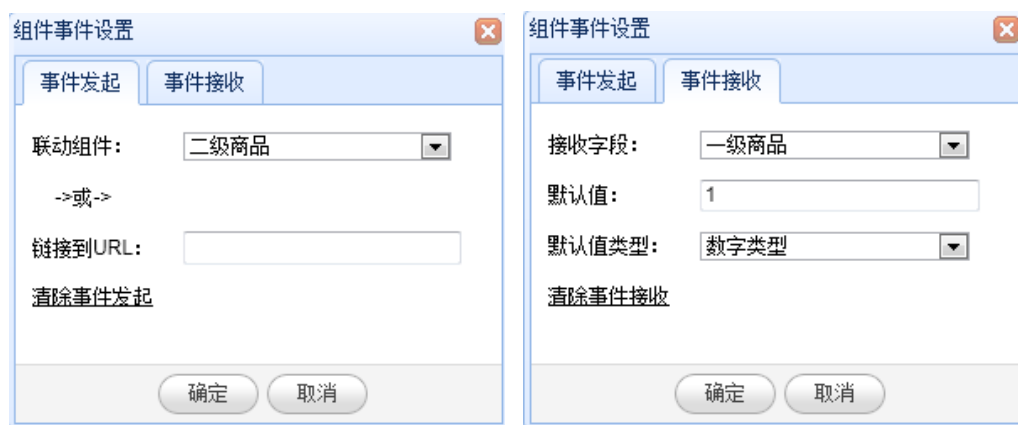 组件事件设置
事件发起 事件接收
联动组件： 二级商品
->或->
链接到URL：
清除事件发起
确定 取消
组件事件设置
事件发起 事件接收
接收字段： 一级商品
默认值： 1
默认值类型： 数字类型
清除事件接收
确定 取消